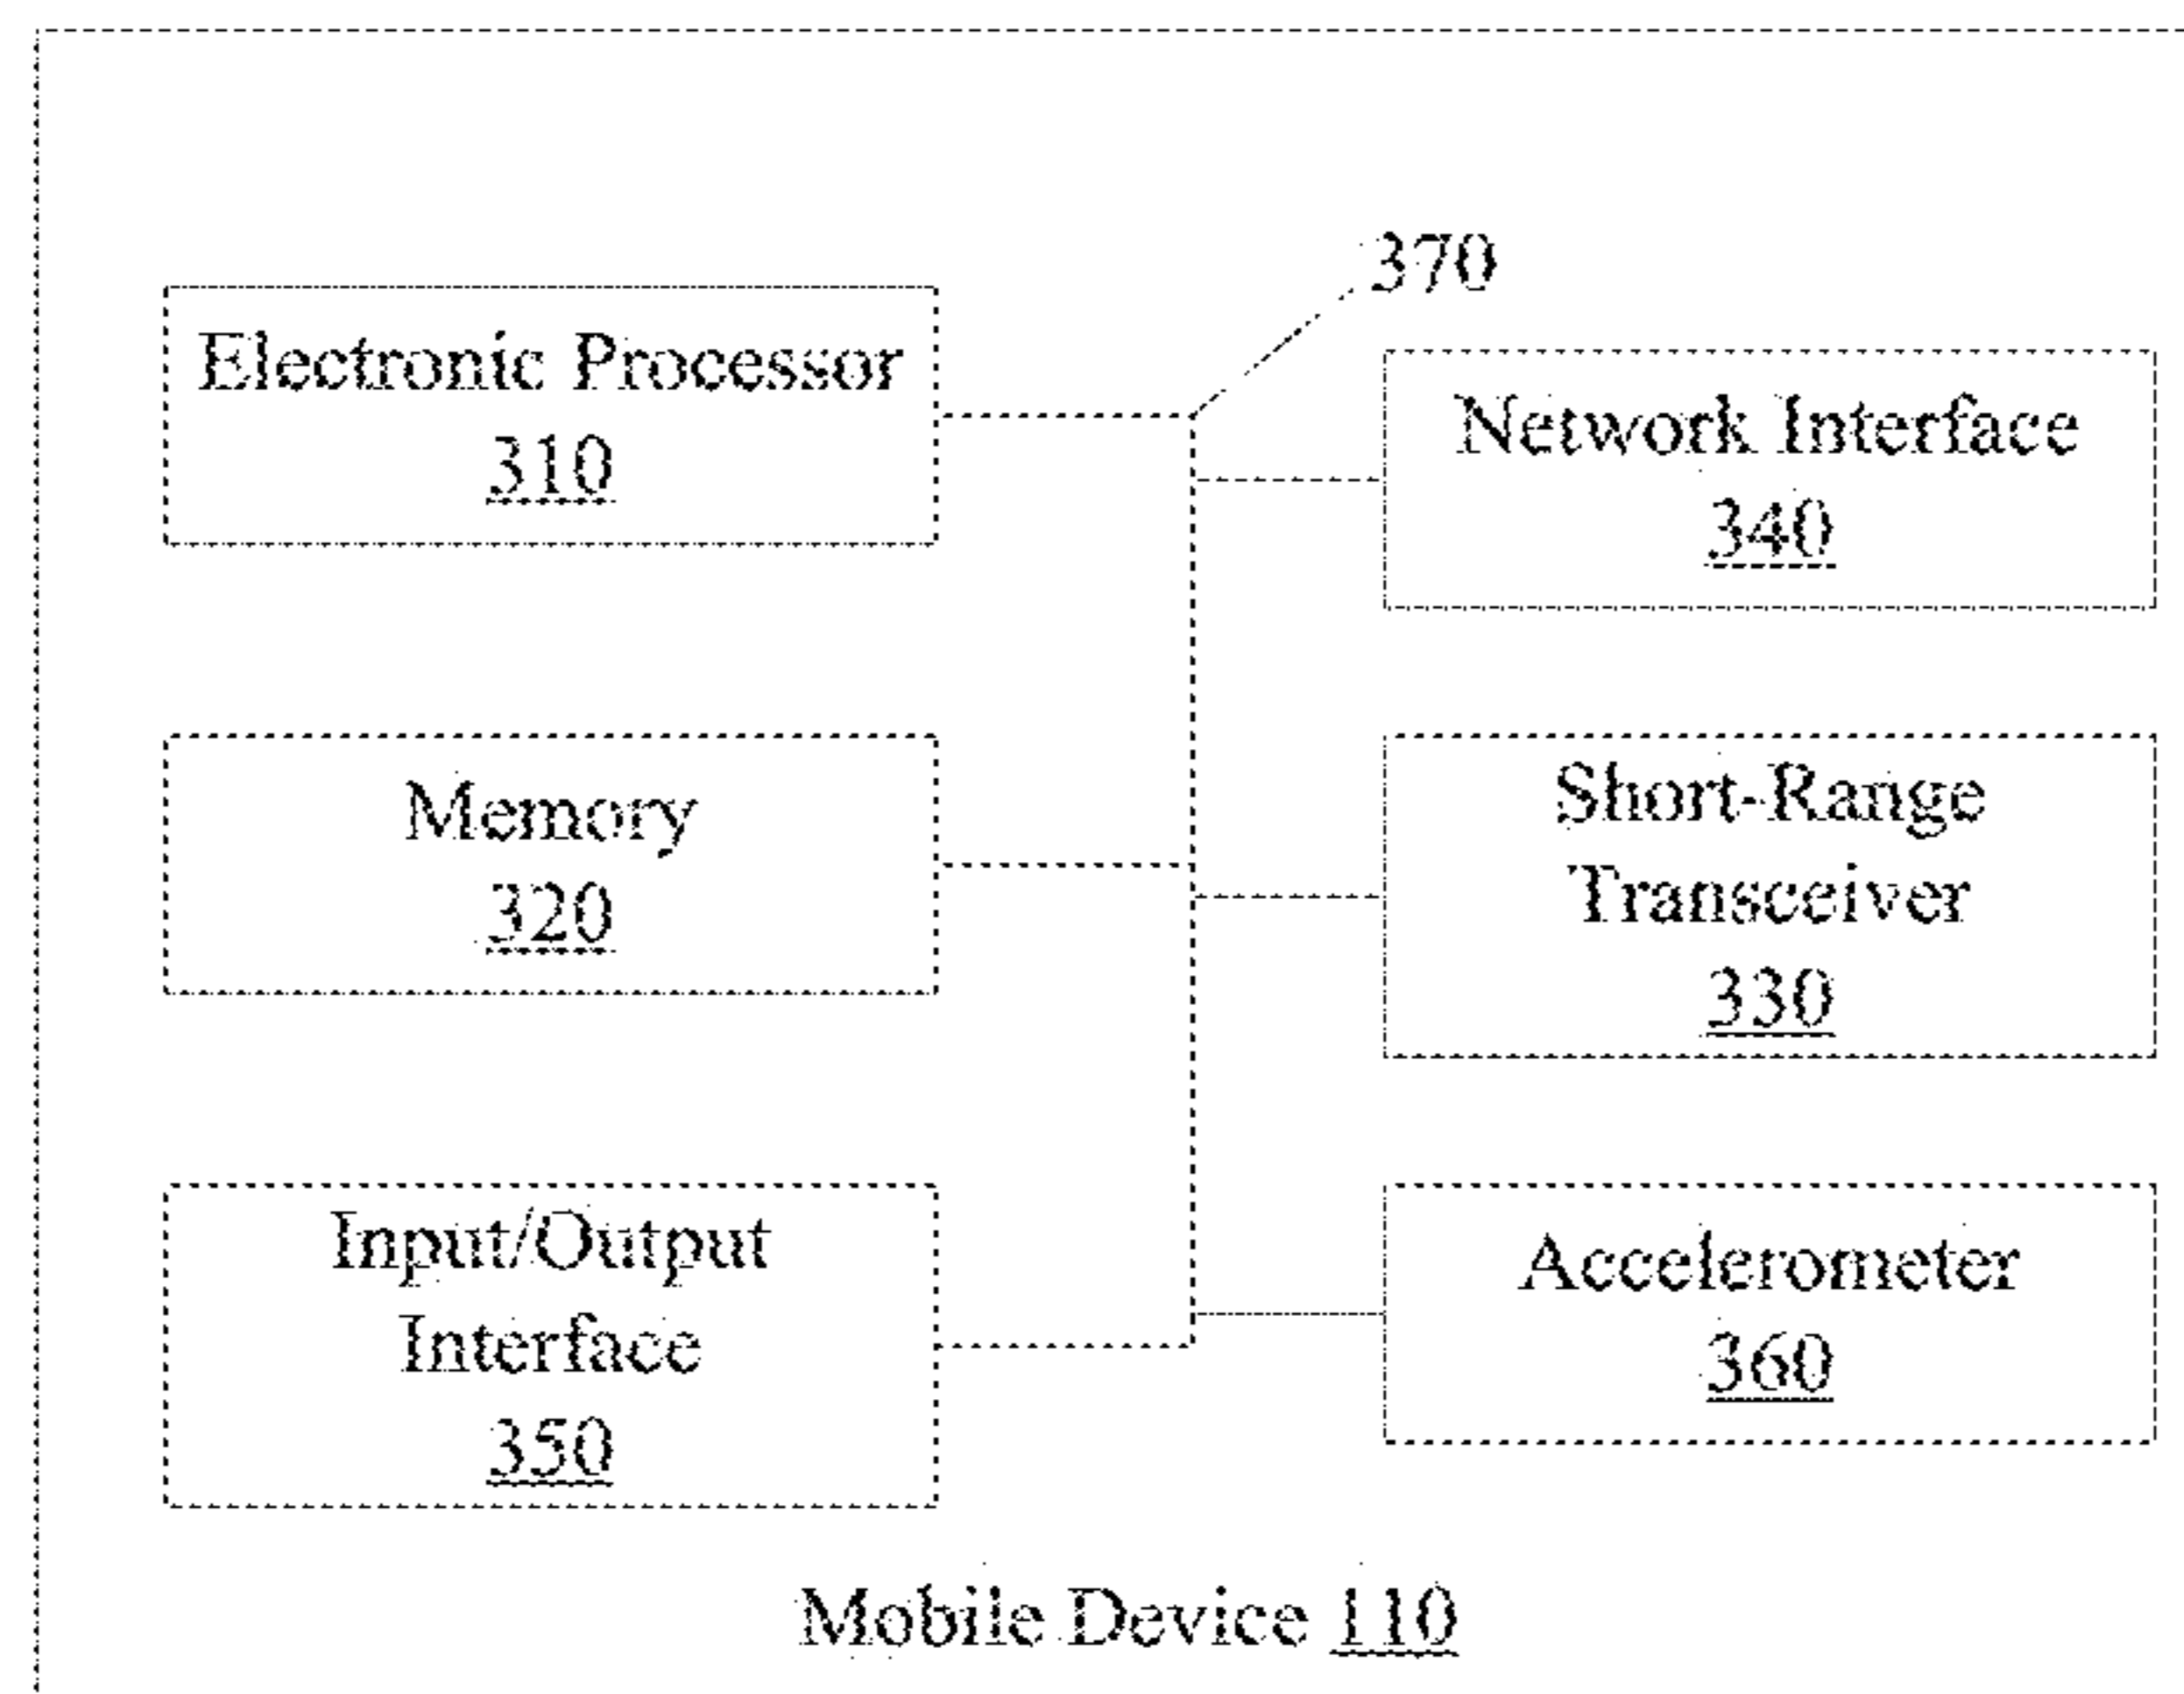 370
Electronic Processor
310
Network Interface
340
Memory
320
Short-Range
Transceiver
330
Input/Output
Interface
350
Accelerometer
360
Mobile Device 110